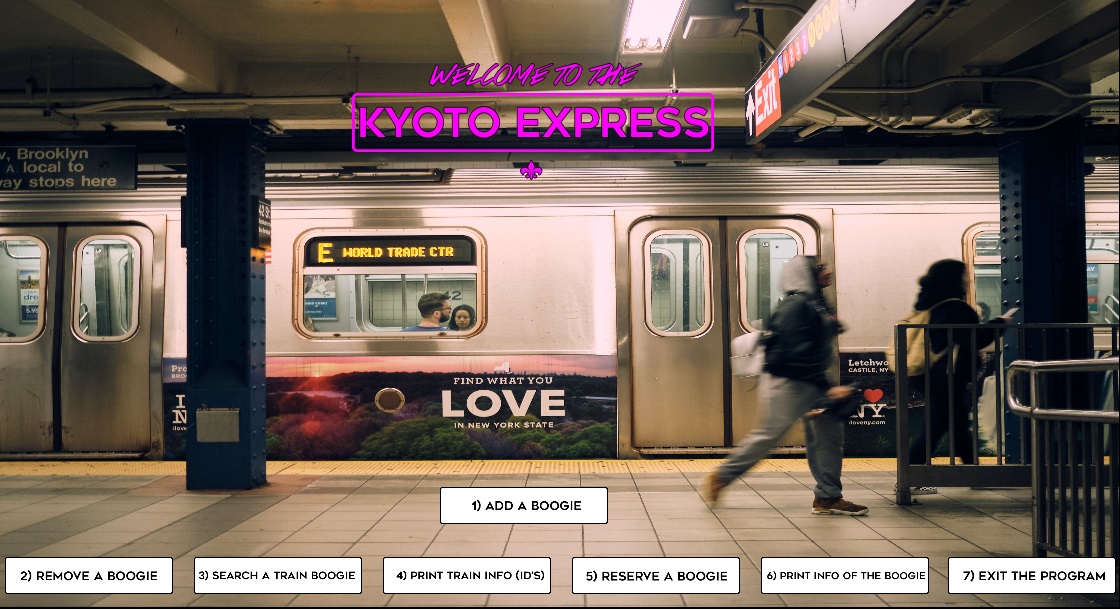 WELCOME TO THE
KYOTO EXPRESS
Exit
, Brooklyn
A local to
way stops here
E WORLD TRADE CTR
42
FIND WHAT YOU
LOVE
IN NEW YORK STATE
Letchwo
CASTILE, NY
NY
iloveny.com
1) ADD A BOOGIE
2) REMOVE A BOOGIE
3) SEARCH A TRAIN BOOGIE
4) PRINT TRAIN INFO (ID'S)
5) RESERVE A BOOGIE
6) PRINT INFO OF THE BOOGIE
7) EXIT THE PROGRAM